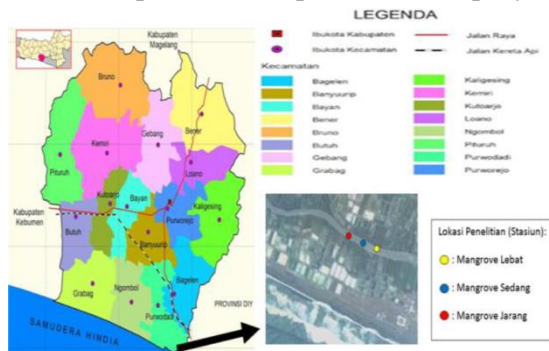 LEGENDA
Ibukota Kabupaten
Jalan Raya
Ibukota Kecamatan
Jalan Kereta Api
Kecamatan
Bagelen
Kaligesing
Banyuurip
Kemiri
Bayan
Kutoarjo
Bener
Loano
Bruno
Ngombol
Butuh
Pituruh
Gebang
Purwodadi
Grabag
Purworejo
Kabupaten
Magelang
Bruno
Bener
Gebang
Kemiri
Pituruh
Loano
Kutoarjo
Bayan
Kaligesing
Kabupaten
Kebumen
Purworejo
Butuh
Banyuurip
Bagelen
Grabag
Ngombol
Purwodadi
PROVINSI DIY
SAMUDERA HINDIA
Lokasi Penelitian (Stasiun):
: Mangrove Lebat
: Mangrove Sedang
: Mangrove Jarang